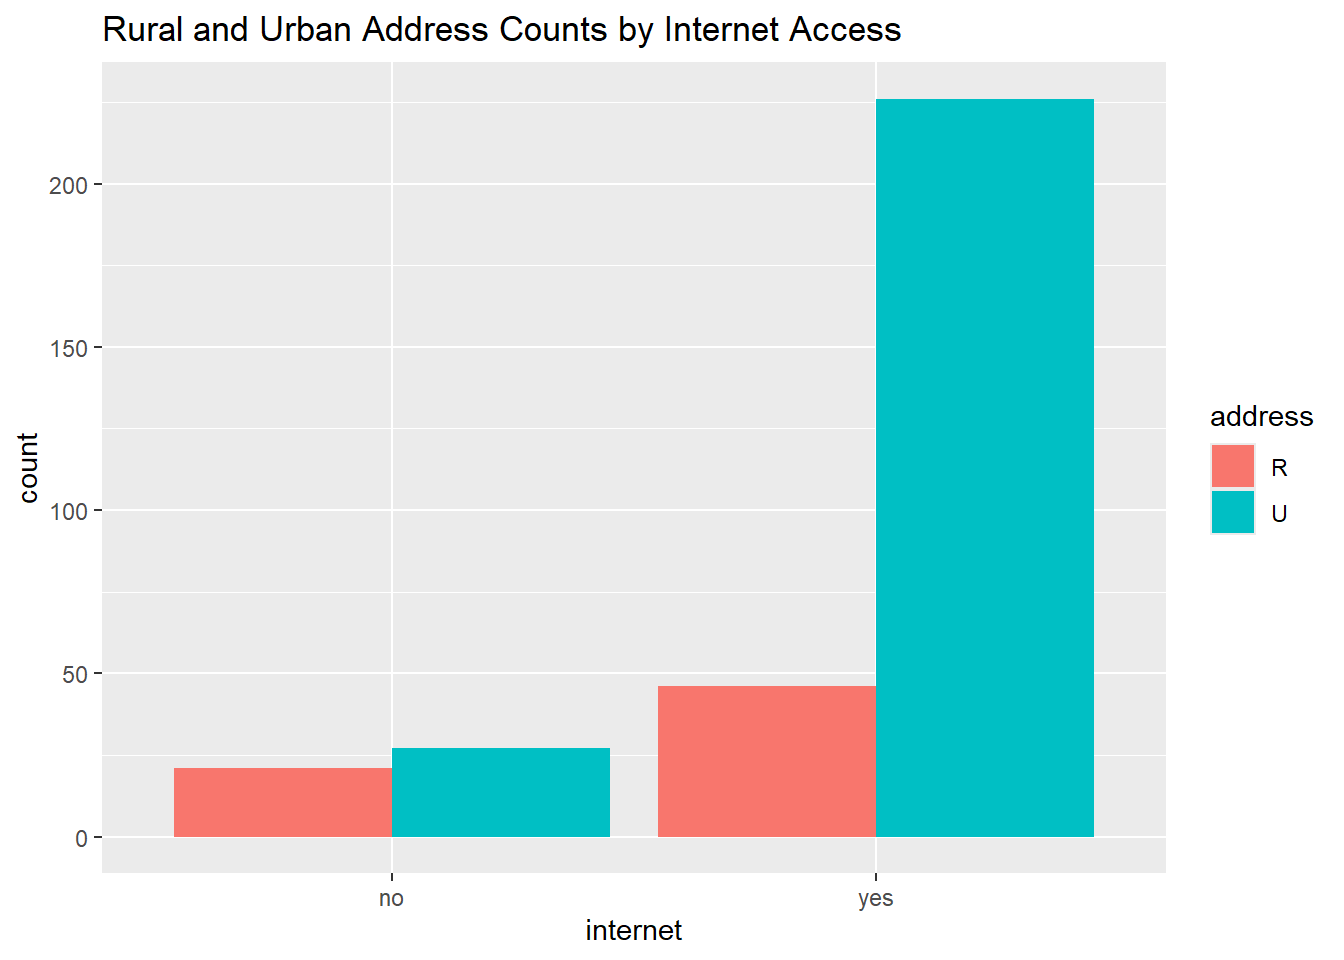 Rural and Urban Address Counts by Internet Access
200
150
100
50
0
count
no
yes
internet
address
R
U